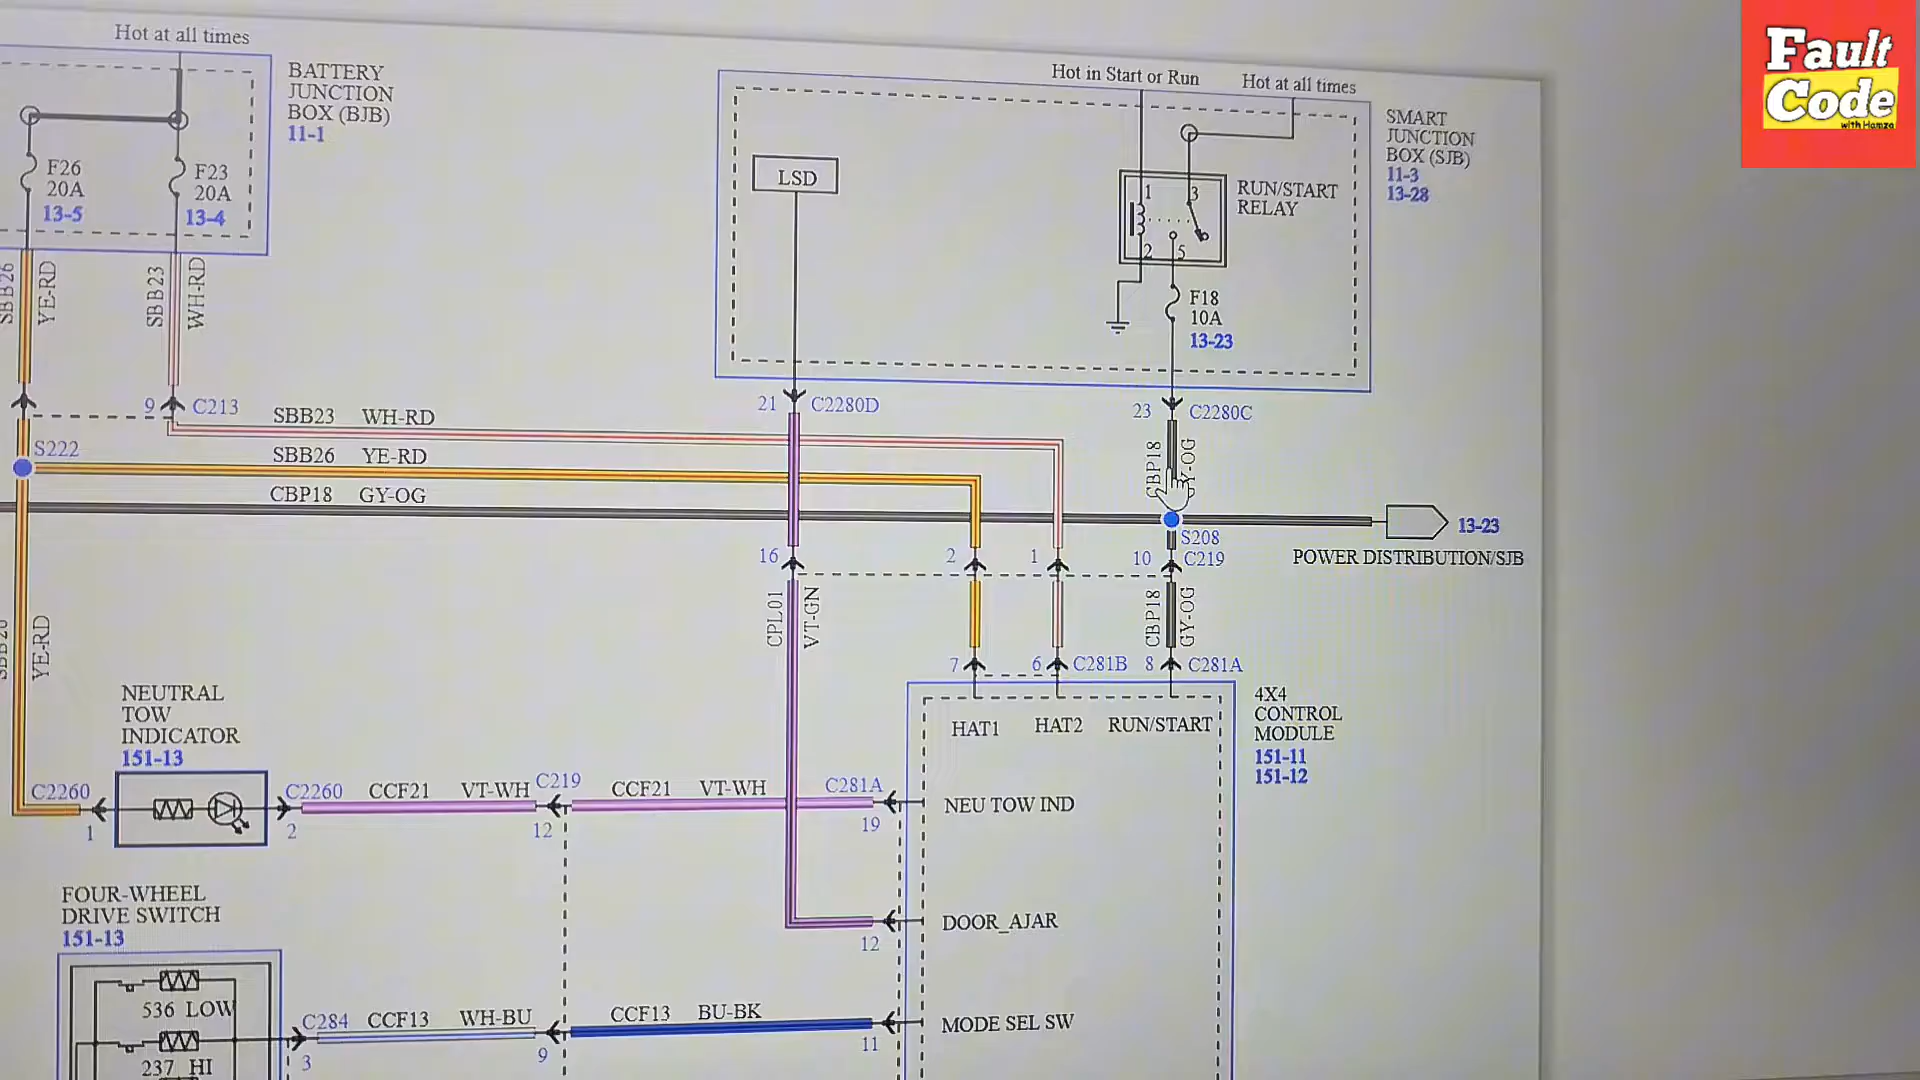 Hot at all times
BATTERY
JUNCTION
BOX (BJB)
11-1
F26
20A
13-5
F23
20A
13-4
Hot in Start or Run
Hot at all times
SMART
JUNCTION
BOX (SJB)
11-3
13-28
LSD
1
3
2
5
RUN/START
RELAY
F18
10A
13-23
Fault
Code
with Hamza
SBB26
YE-RD
SBB23
WH-RD
9
C213
SBB23 WH-RD
21
C2280D
23
C2280C
S222
SBB26 YE-RD
CBP18
GY-OG
CBP18 GY-OG
S208
13-23
POWER DISTRIBUTION/SJB
16
2
1
10
C219
CPL01
VT-GN
CBP18
GY-OG
YE-RD
7
6
C281B
8
C281A
NEUTRAL
TOW
INDICATOR
151-13
HAT1
HAT2
RUN/START
4X4
CONTROL
MODULE
151-11
151-12
C2260
1
C2260
2
CCF21 VT-WH
C219
12
CCF21 VT-WH
C281A
19
NEU TOW IND
FOUR-WHEEL
DRIVE SWITCH
151-13
12
DOOR_AJAR
536 LOW
237 HI
C284
3
CCF13 WH-BU
9
CCF13 BU-BK
11
MODE SEL SW